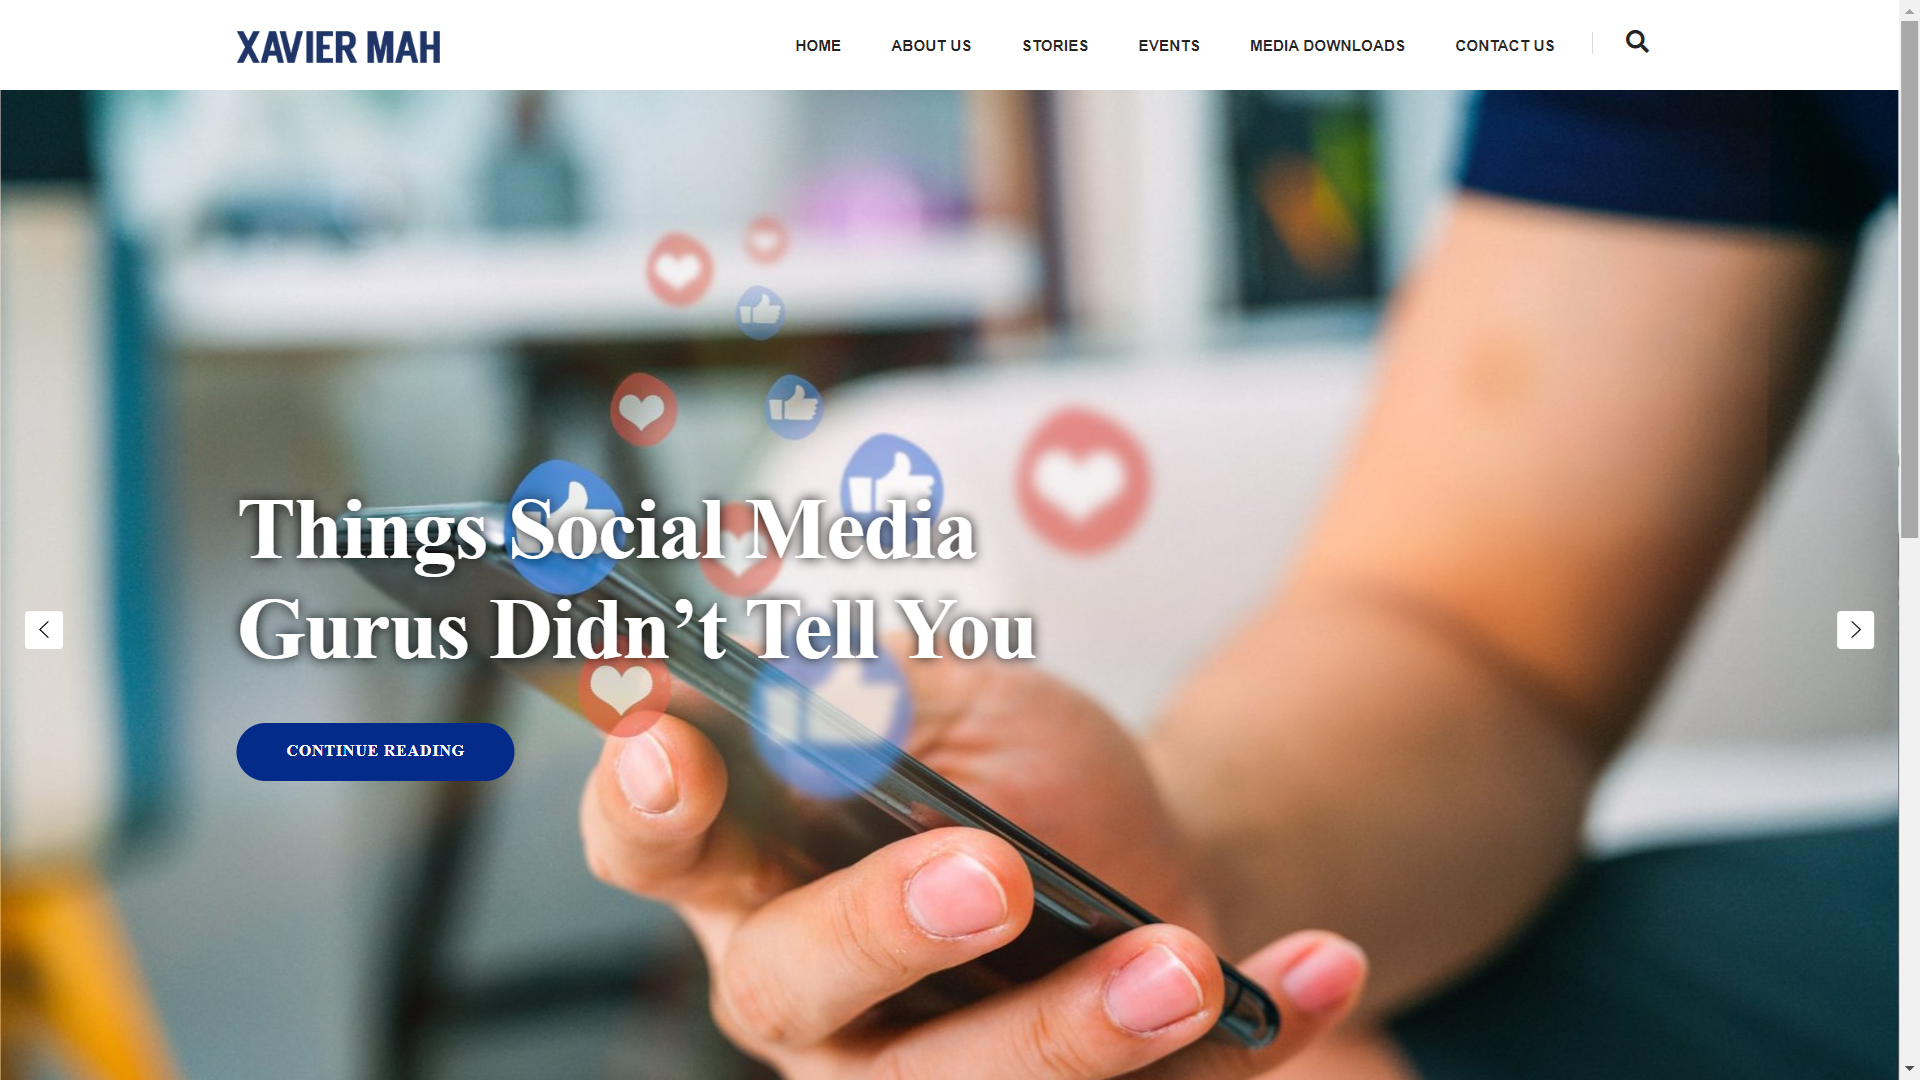 XAVIER MAH
HOME ABOUT US STORIES EVENTS MEDIA DOWNLOADS CONTACT US
Things Social Media
Gurus Didn’t Tell You
CONTINUE READING